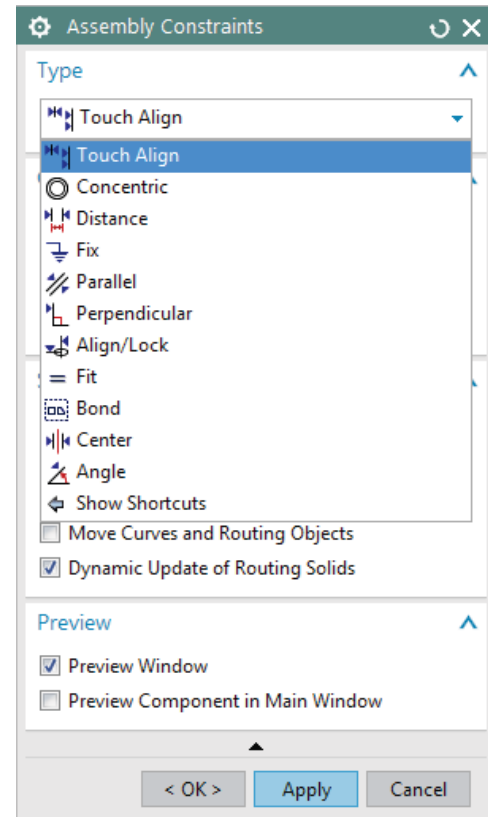 Assembly Constraints
Type
Touch Align
Touch Align
Concentric
Distance
Fix
Parallel
Perpendicular
Align/Lock
Fit
Bond
Center
Angle
Show Shortcuts
Move Curves and Routing Objects
Dynamic Update of Routing Solids
Preview
Preview Window
Preview Component in Main Window
< OK > Apply Cancel